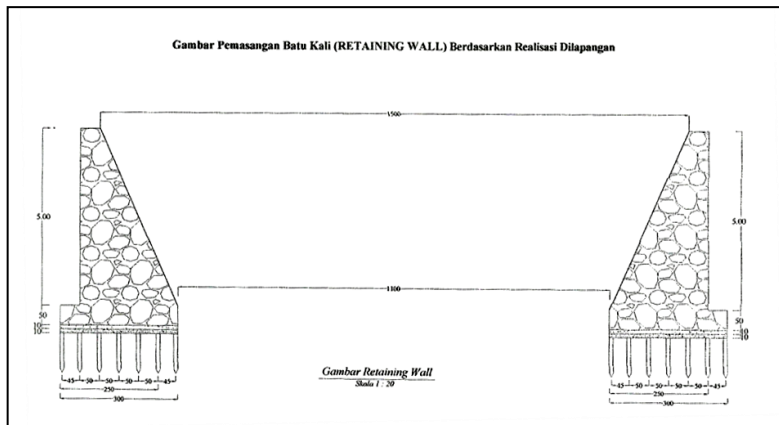 Gambar Pemasangan Batu Kali (RETAINING WALL) Berdasarkan Realisasi Dilapangan
1500
5.00
5.00
1100
50
10
10
50
10
10
45 50 50 50 50 45
250
300
45 50 50 50 50 45
250
300
Gambar Retaining Wall
Skala 1 : 20